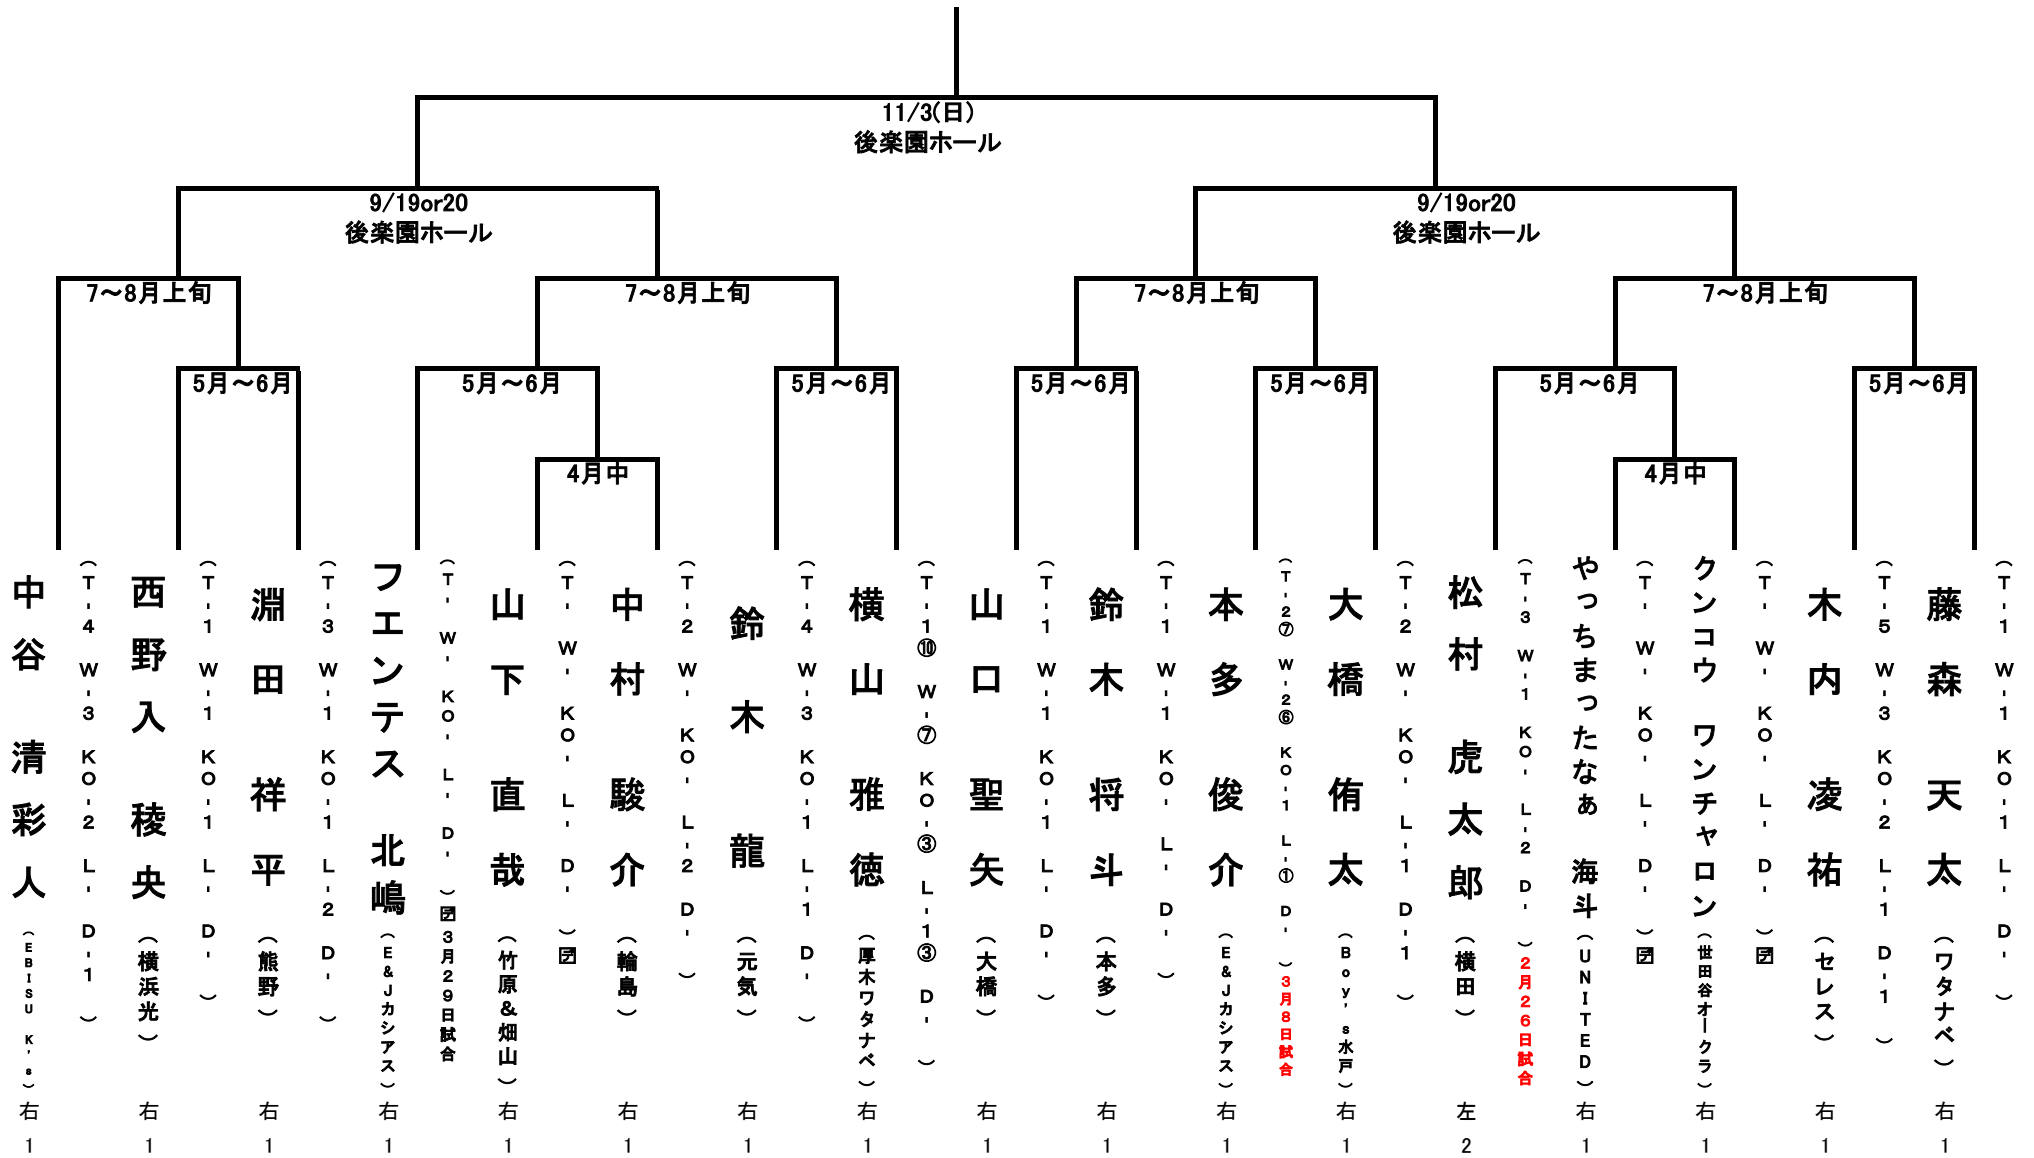 11/3(日)
後楽園ホール
9/19or20
後楽園ホール
9/19or20
後楽園ホール
7～8月上旬
7～8月上旬
7～8月上旬
7～8月上旬
5月～6月
5月～6月
5月～6月
5月～6月
5月～6月
5月～6月
5月～6月
4月中
4月中
中谷 清彩人（EBISU K's）
（T-4 W-3 KO-2 L- D-1 ）
右
1
西野入 稜央（横浜光）
（T-1 W-1 KO-1 L- D- ）
右
1
淵田 祥平（熊野）
（T-3 W-1 KO-1 L-2 D- ）
右
1
フエンテス 北嶋（E&Jカシアス）
（T- W- KO- L- D- ）デ3月29日試合
右
1
山下 直哉（竹原＆畑山）
（T- W- KO- L- D- ）デ
右
1
中村 駿介（輪島）
（T-2 W- KO- L-2 D- ）
右
1
鈴木 龍（元気）
（T-4 W-3 KO-1 L-1 D- ）
右
1
横山 雅徳（厚木ワタナベ）
（T-1⑩ W-⑦ KO-③ L-1③ D- ）
右
1
山口 聖矢（大橋）
（T-1 W-1 KO-1 L- D- ）
右
1
鈴木 将斗（本多）
（T-1 W-1 KO- L- D- ）
右
1
本多 俊介（E&Jカシアス）
（T-2⑦ W-2⑥ KO-1 L-① D- ）3月8日試合
右
1
大橋 侑太（Boy's水戸）
（T-2 W- KO- L-1 D-1 ）
右
1
松村 虎太郎（横田）
（T-3 W-1 KO- L-2 D- ）2月26日試合
左
2
やっちまったなぁ 海斗（UNITED）
（T- W- KO- L- D- ）デ
右
1
クンコウ ワンチャロン（世田谷オークラ）
（T- W- KO- L- D- ）デ
右
1
木内 凌祐（セレス）
（T-5 W-3 KO-2 L-1 D-1 ）
右
1
藤森 天太（ワタナベ）
（T-1 W-1 KO-1 L- D- ）
右
1